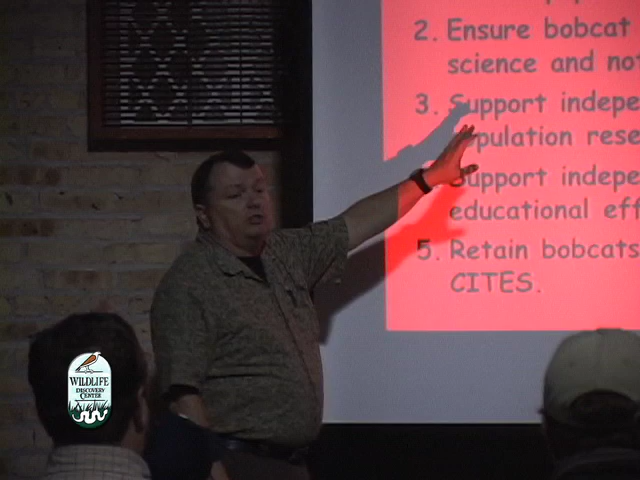 2. Ensure bobcat
science and not
3. Support indepe
pulation rese
Support indepe
educational eff
5. Retain bobcats
CITES.
WILDLIFE
DISCOVERY
CENTER